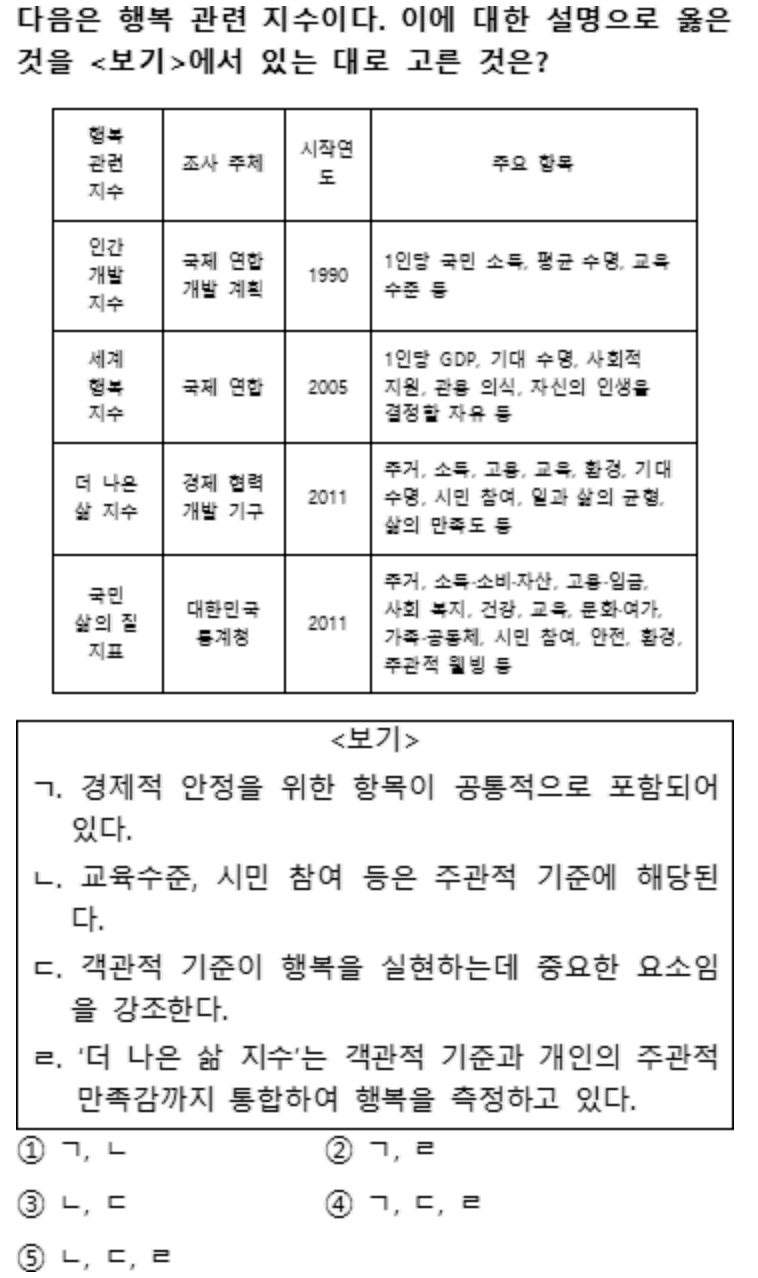 다음은 행복 관련 지수이다. 이에 대한 설명으로 옳은
것을 <보기>에서 있는 대로 고른 것은?
행복
관련
지수
조사 주체
시작연
도
주요 항목
인간
개발
지수
국제 연합
개발 계획
1990
1인당 국민 소득, 평균 수명, 교육
수준 등
세계
행복
지수
국제 연합
2005
1인당 GDP, 기대 수명, 사회적
지원, 관용 의식, 자신의 인생을
결정할 자유 등
더 나은
삶 지수
경제 협력
개발 기구
2011
주거, 소득, 고용, 교육, 환경, 기대
수명, 시민 참여, 일과 삶의 균형,
삶의 만족도 등
국민
삶의 질
지표
대한민국
통계청
2011
주거, 소득·소비·자산, 고용·임금,
사회 복지, 건강, 교육, 문화·여가,
가족·공동체, 시민 참여, 안전, 환경,
주관적 웰빙 등
<보기>
ㄱ. 경제적 안정을 위한 항목이 공통적으로 포함되어
있다.
ㄴ. 교육수준, 시민 참여 등은 주관적 기준에 해당된
다.
ㄷ. 객관적 기준이 행복을 실현하는데 중요한 요소임
을 강조한다.
ㄹ. ‘더 나은 삶 지수’는 객관적 기준과 개인의 주관적
만족감까지 통합하여 행복을 측정하고 있다.
① ㄱ, ㄴ ② ㄱ, ㄹ
③ ㄴ, ㄷ ④ ㄱ, ㄷ, ㄹ
⑤ ㄴ, ㄷ, ㄹ